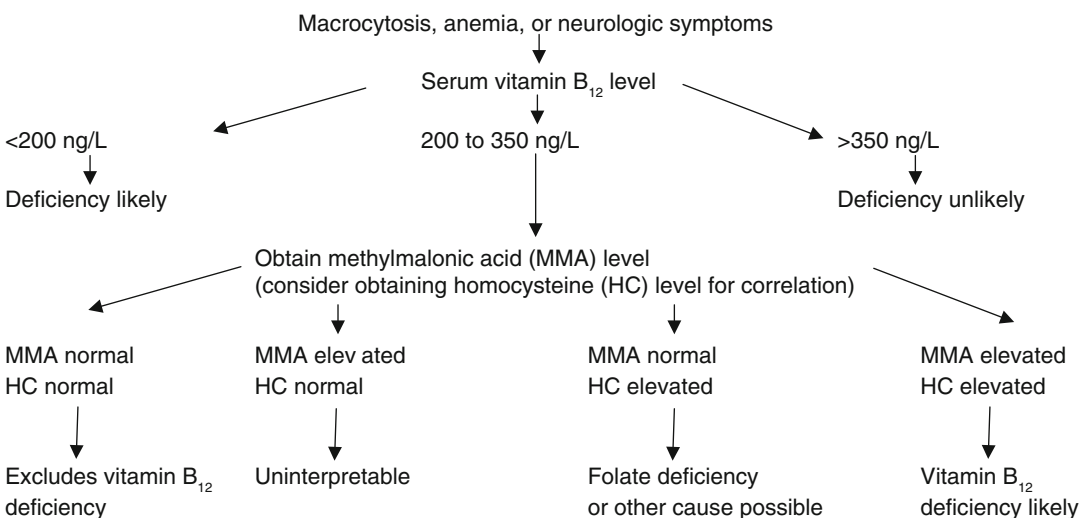 Macrocytosis, anemia, or neurologic symptoms
Serum vitamin B₁₂ level
<200 ng/L
200 to 350 ng/L
>350 ng/L
Deficiency likely
Deficiency unlikely
Obtain methylmalonic acid (MMA) level
(consider obtaining homocysteine (HC) level for correlation)
MMA normal
HC normal
MMA elev ated
HC normal
MMA normal
HC elevated
MMA elevated
HC elevated
Excludes vitamin B₁₂
deficiency
Uninterpretable
Folate deficiency
or other cause possible
Vitamin B₁₂
deficiency likely